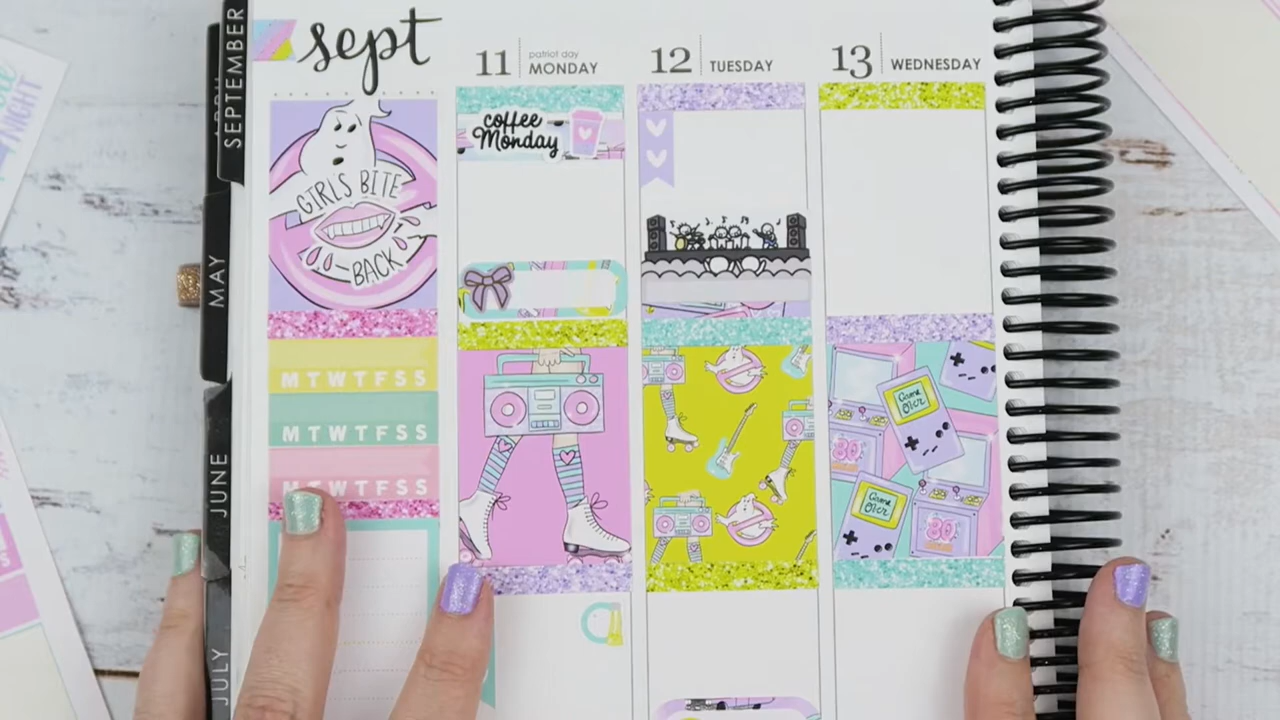 SEPTEMBER
MAY
JUNE
JULY
NIGHT
sept
11
patriot day
MONDAY
12
TUESDAY
13
WEDNESDAY
GIRLS BITE
BACK
coffee
Monday
M T W T F S S
M T W T F S S
M T W T F S S
Game
Over
80
Game
Over
80